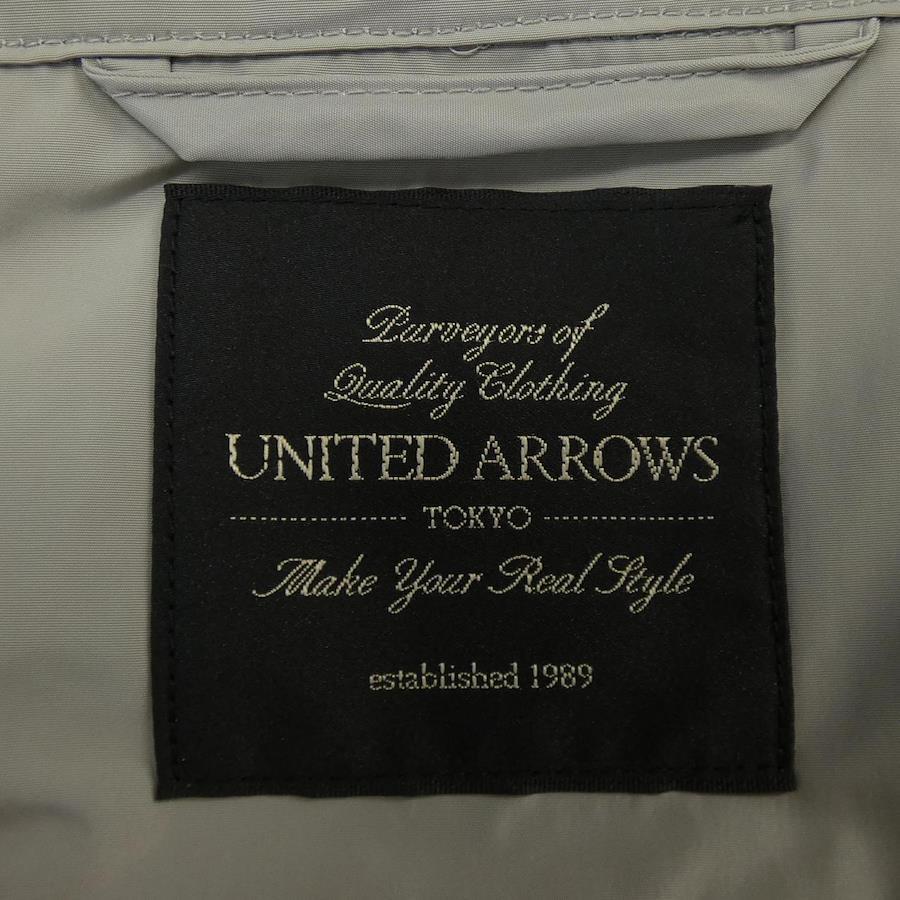 Purveyors of
Quality Clothing
UNITED ARROWS
TOKYO
Make Your Real Style
established 1989